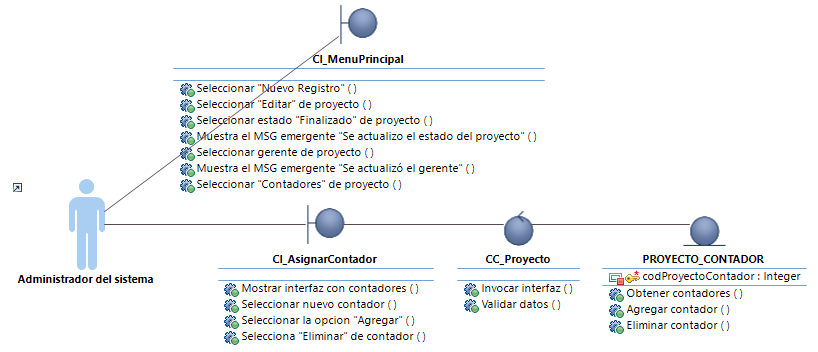 CI_MenuPrincipal
Seleccionar "Nuevo Registro" ( )
Seleccionar "Editar" de proyecto ( )
Seleccionar estado "Finalizado" de proyecto ( )
Muestra el MSG emergente "Se actualizo el estado del proyecto" ( )
Seleccionar gerente de proyecto ( )
Muestra el MSG emergente "Se actualizó el gerente" ( )
Seleccionar "Contadores" de proyecto ( )
Administrador del sistema
CI_AsignarContador
Mostrar interfaz con contadores ( )
Seleccionar nuevo contador ( )
Seleccionar la opcion "Agregar" ( )
Selecciona "Eliminar" de contador ( )
CC_Proyecto
Invocar interfaz ( )
Validar datos ( )
PROYECTO_CONTADOR
codProyectoContador : Integer
Obtener contadores ( )
Agregar contador ( )
Eliminar contador ( )